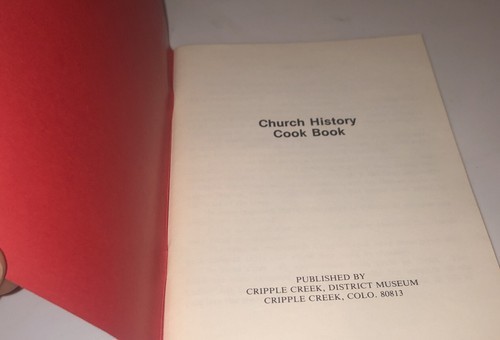 Church History
Cook Book
PUBLISHED BY
CRIPPLE CREEK, DISTRICT MUSEUM
CRIPPLE CREEK, COLO. 80813